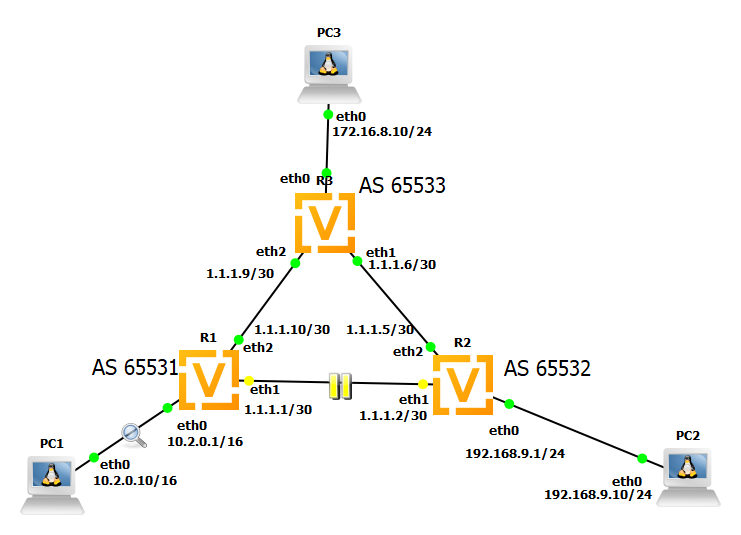 PC3
eth0
172.16.8.10/24
eth0
R3
AS 65533
eth2
eth1
1.1.1.9/30
1.1.1.6/30
1.1.1.10/30
1.1.1.5/30
R1
eth2
eth2
R2
AS 65531
AS 65532
eth1
1.1.1.1/30
eth1
1.1.1.2/30
eth0
10.2.0.1/16
eth0
192.168.9.1/24
PC1
eth0
10.2.0.10/16
PC2
eth0
192.168.9.10/24